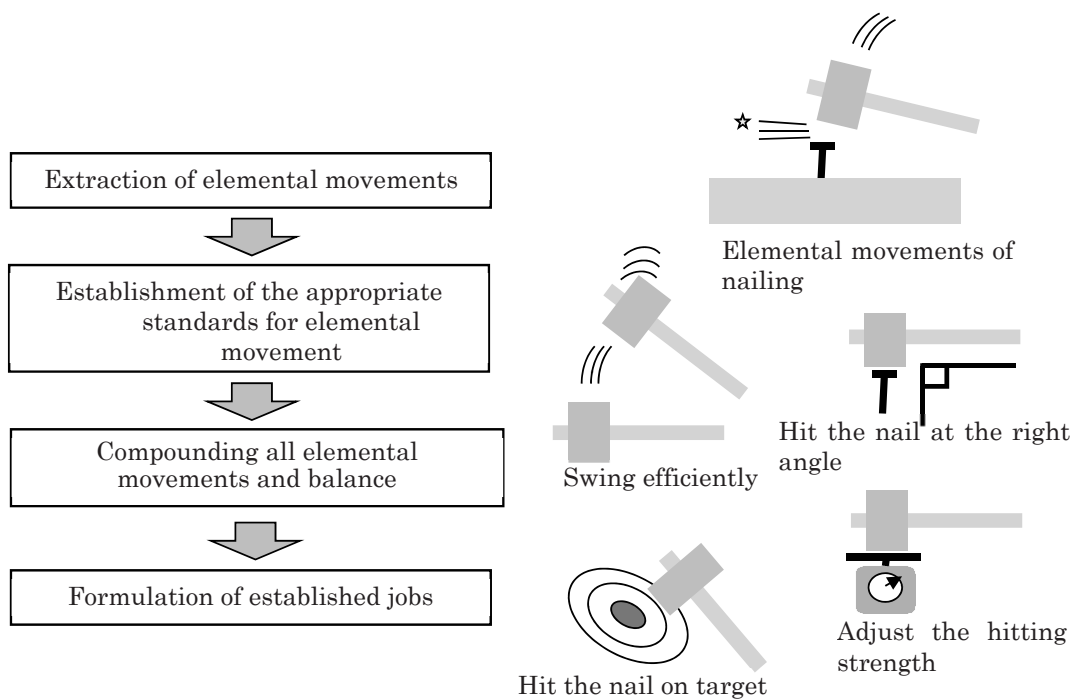 Extraction of elemental movements
Establishment of the appropriate
standards for elemental
movement
Compounding all elemental
movements and balance
Formulation of established jobs
Elemental movements of
nailing
Swing efficiently
Hit the nail at the right
angle
Hit the nail on target
Adjust the hitting
strength